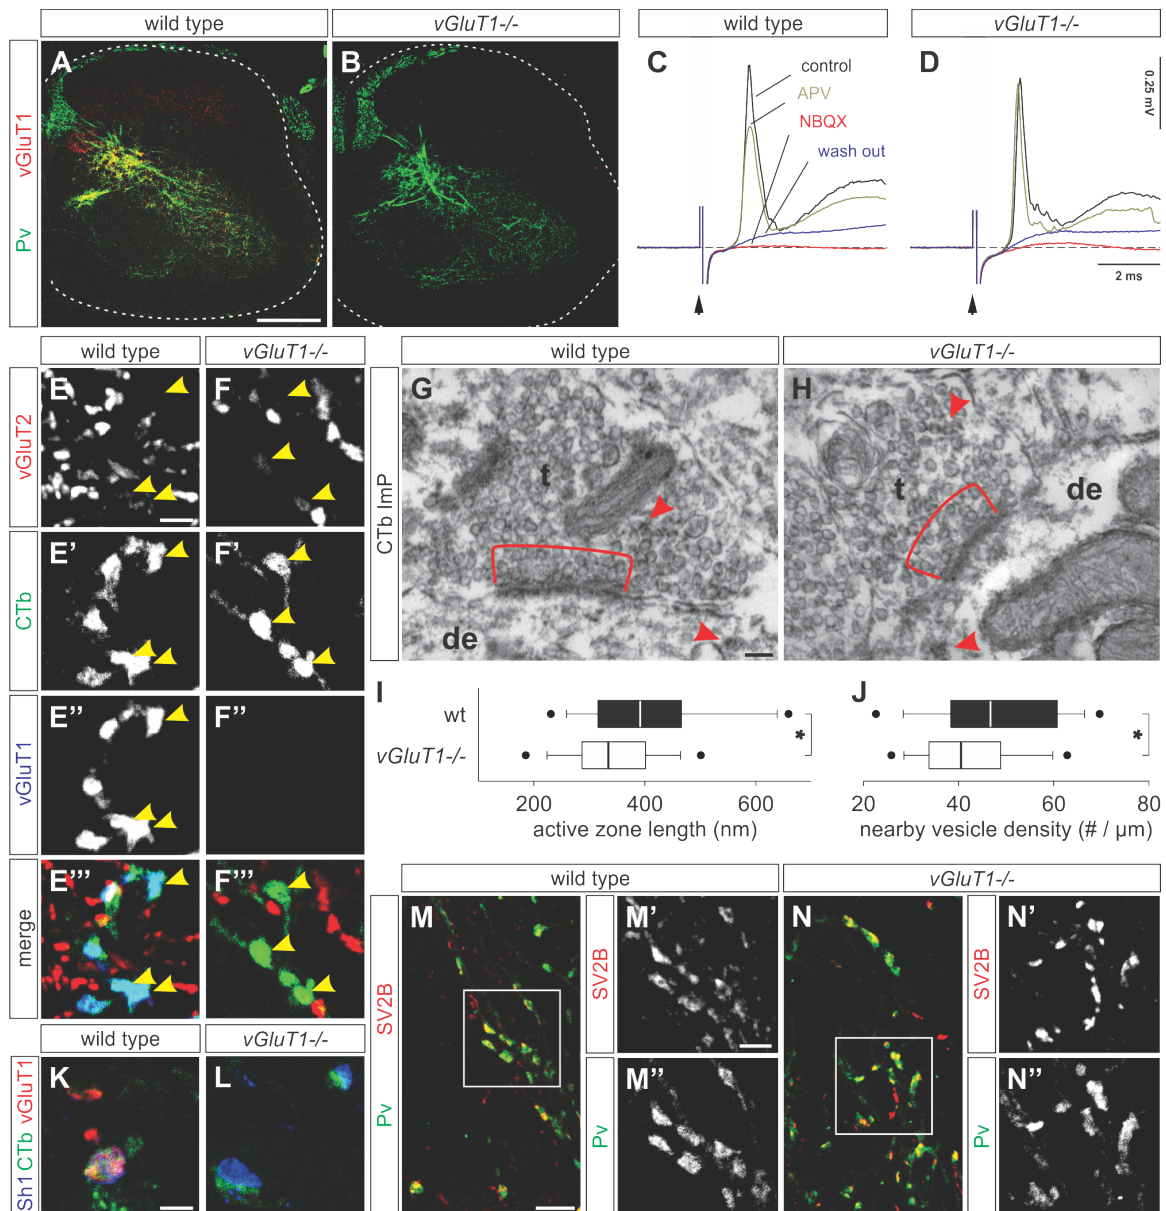 wild type
vGluT1-/-
wild type
vGluT1-/-
Pv vGluT1
A
B
C
D
control
APV
NBQX
wash out
0.25 mV
2 ms
wild type
vGluT1-/-
wild type
vGluT1-/-
vGluT2
E
F
CTb
E'
F'
vGluT1
E''
F''
merge
E'''
F'''
CTb ImP
G
t
de
H
t
de
I
wt
vGluT1-/-
*
200
400
600
active zone length (nm)
J
*
20
40
60
80
nearby vesicle density (# / µm)
wild type
vGluT1-/-
Sh1 CTb vGluT1
K
L
wild type
vGluT1-/-
Pv SV2B
M
SV2B
M'
Pv
M''
N
SV2B
N'
Pv
N''